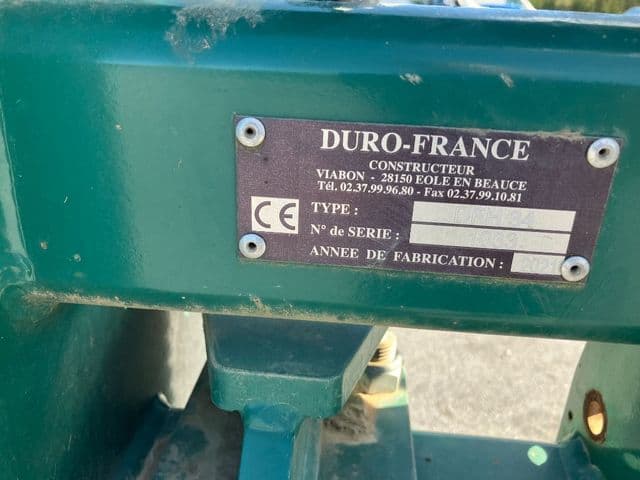 DURO-FRANCE
CONSTRUCTEUR
VIABON - 28150 EOLE EN BEAUCE
Tél. 02.37.99.96.80 - Fax 02.37.99.10.81
CE
TYPE :
N° de SERIE :
ANNEE DE FABRICATION :